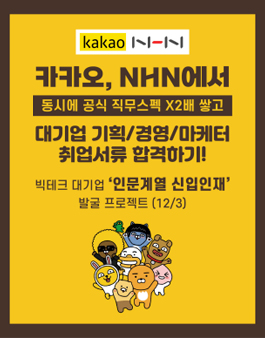 kakao NHN
카카오, NHN에서
동시에 공식 직무스펙 X2배 쌓고
대기업 기획/경영/마케터
취업서류 합격하기!
빅테크 대기업 ‘인문계열 신입인재’
발굴 프로젝트 (12/3)